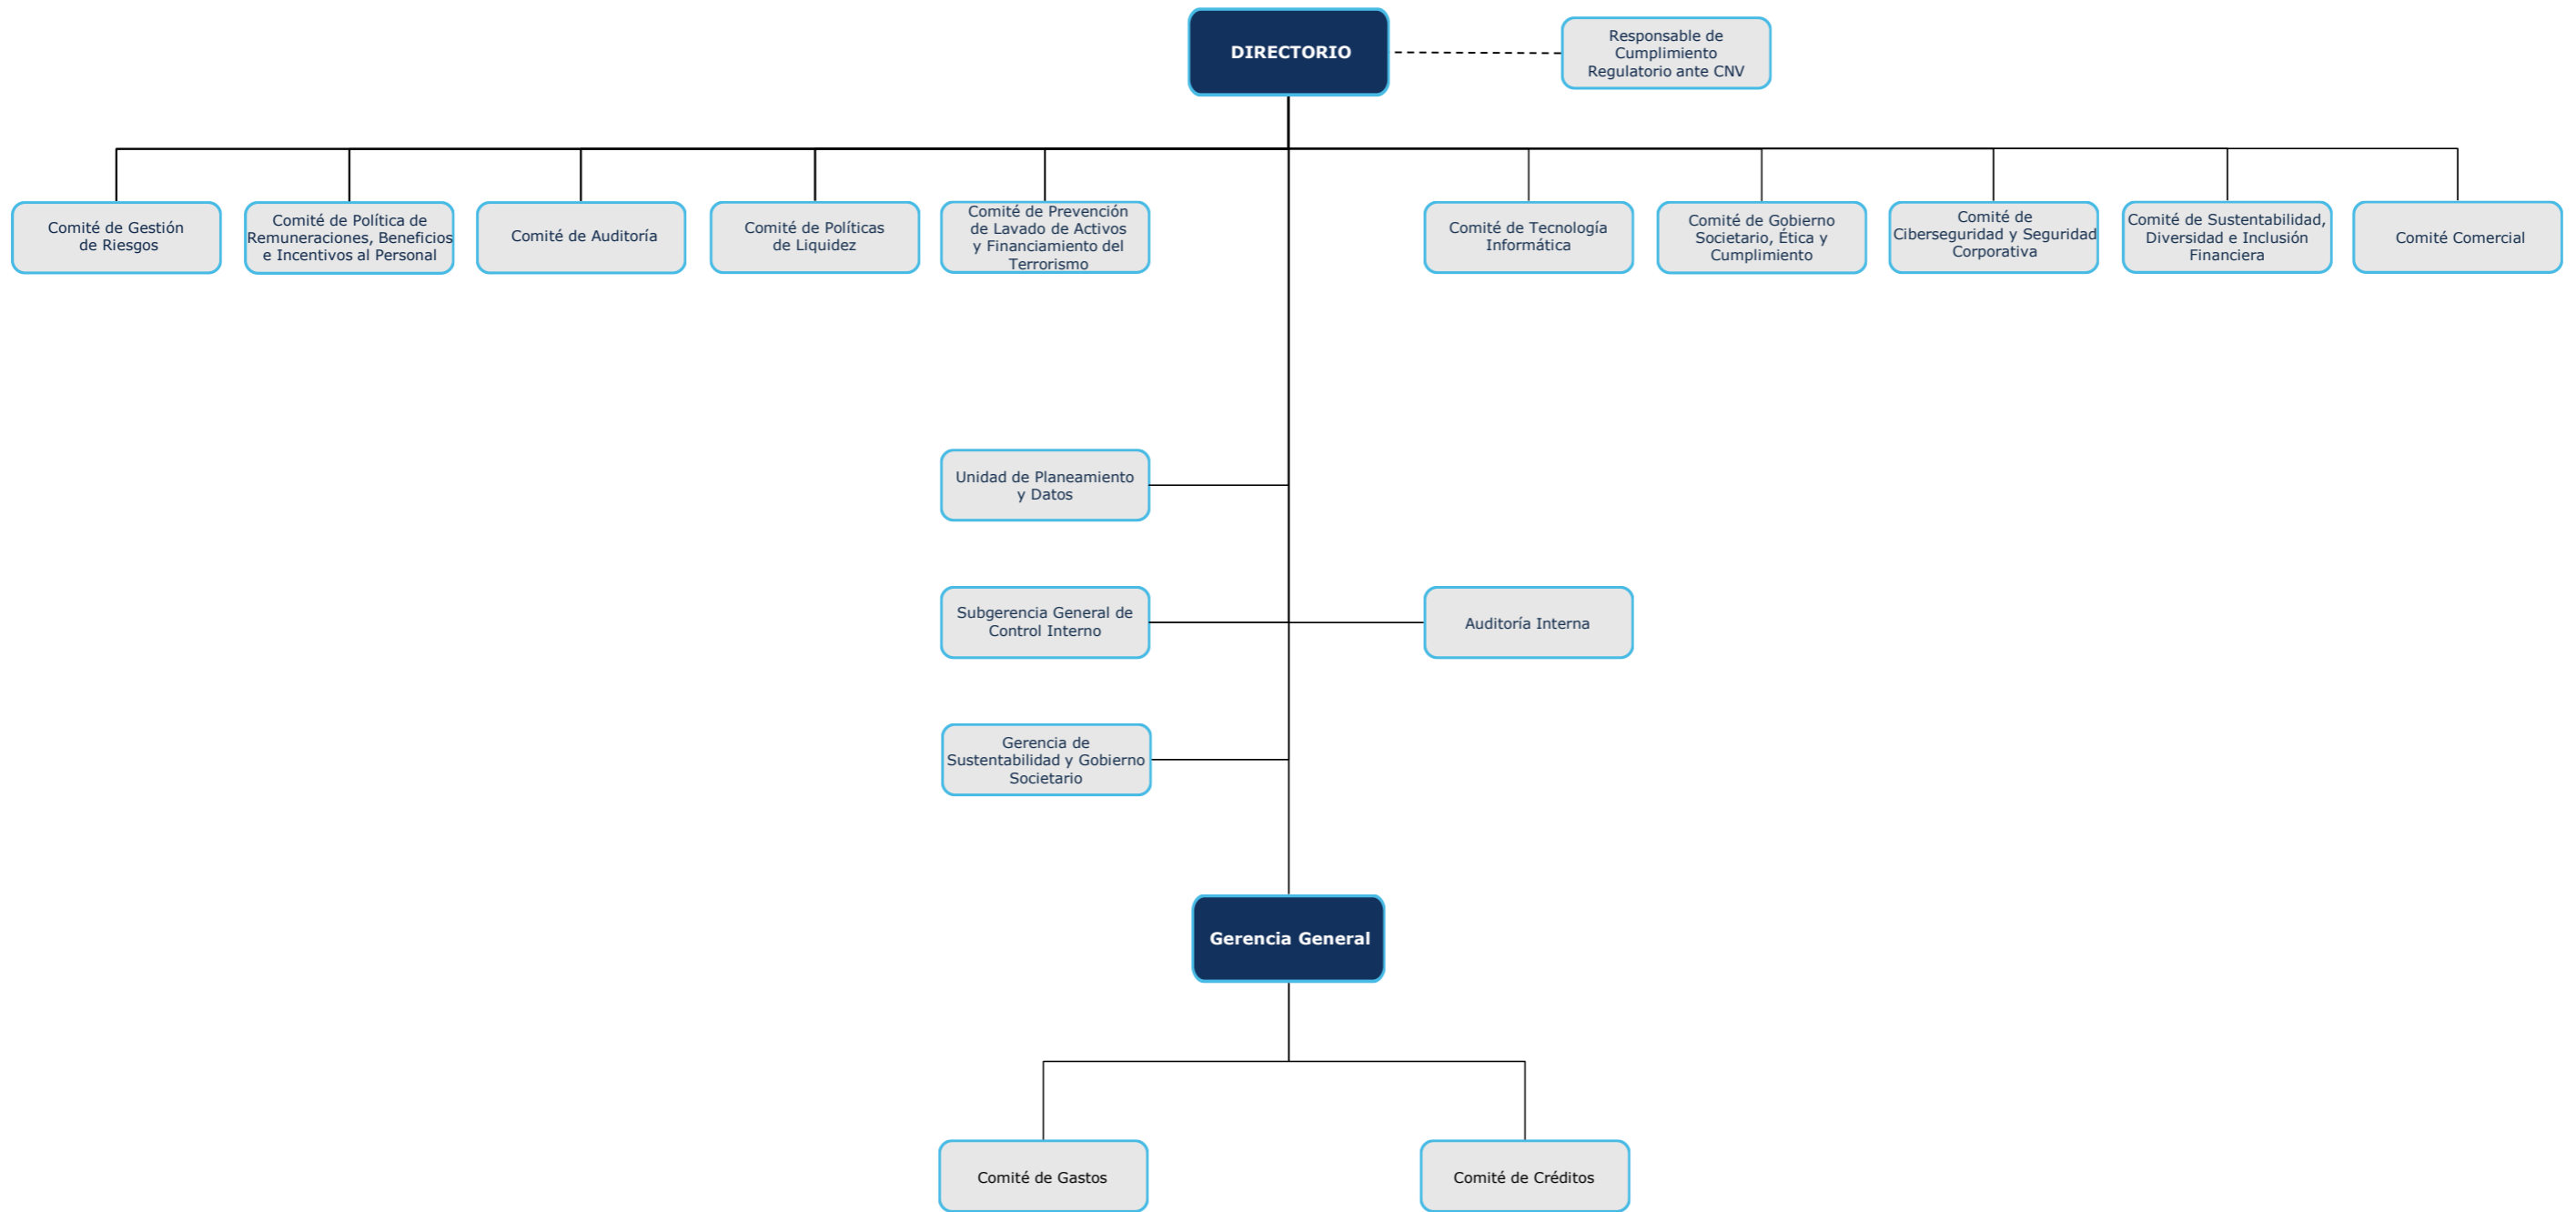 DIRECTORIO
Responsable de
Cumplimiento
Regulatorio ante CNV
Comité de Gestión
de Riesgos
Comité de Política de
Remuneraciones, Beneficios
e Incentivos al Personal
Comité de Auditoría
Comité de Políticas
de Liquidez
Comité de Prevención
de Lavado de Activos
y Financiamiento del
Terrorismo
Comité de Tecnología
Informática
Comité de Gobierno
Societario, Ética y
Cumplimiento
Comité de
Ciberseguridad y Seguridad
Corporativa
Comité de Sustentabilidad,
Diversidad e Inclusión
Financiera
Comité Comercial
Unidad de Planeamiento
y Datos
Subgerencia General de
Control Interno
Auditoría Interna
Gerencia de
Sustentabilidad y Gobierno
Societario
Gerencia General
Comité de Gastos
Comité de Créditos